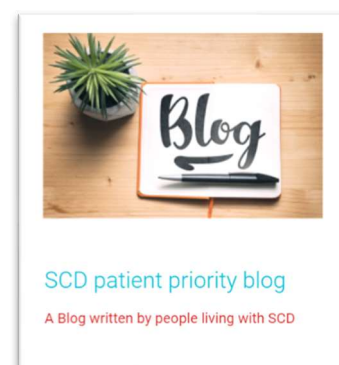 Blog
SCD patient priority blog
A Blog written by people living with SCD